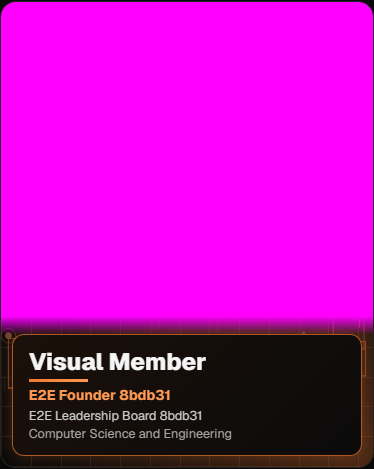 Visual Member
E2E Founder 8bdb31
E2E Leadership Board 8bdb31
Computer Science and Engineering